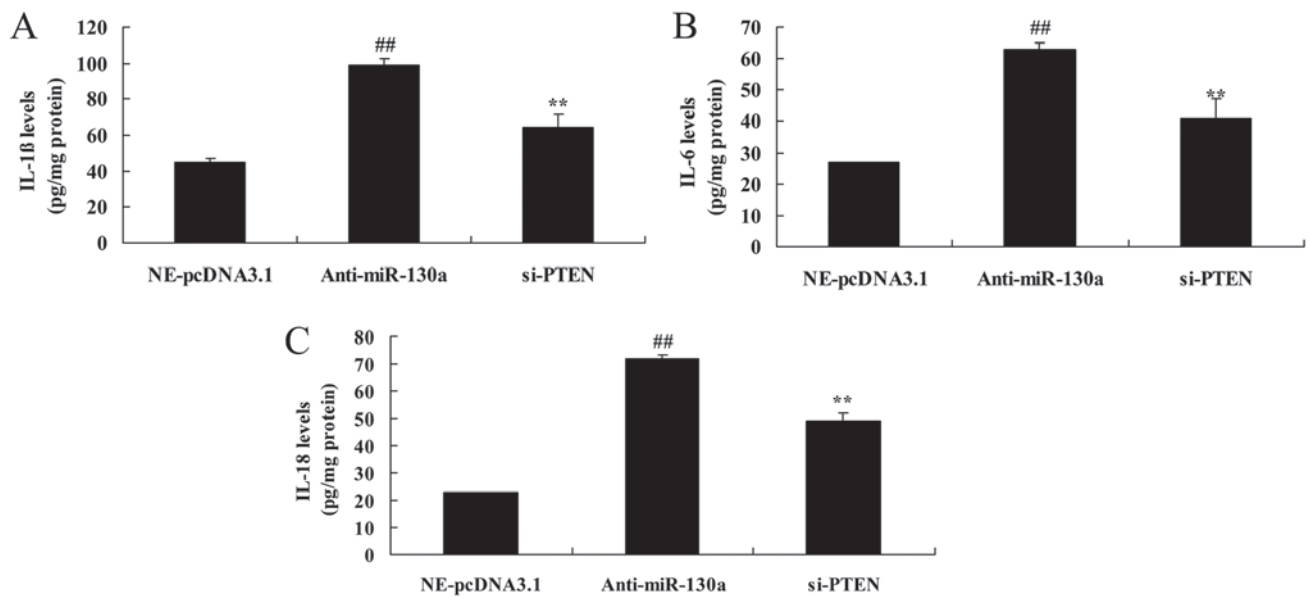 A
IL-1ß levels
(pg/mg protein)
120
100
80
60
40
20
0
##
**
NE-pcDNA3.1 Anti-miR-130a si-PTEN
B
IL-6 levels
(pg/mg protein)
70
60
50
40
30
20
10
0
##
**
NE-pcDNA3.1 Anti-miR-130a si-PTEN
C
IL-18 levels
(pg/mg protein)
80
70
60
50
40
30
20
10
0
##
**
NE-pcDNA3.1 Anti-miR-130a si-PTEN